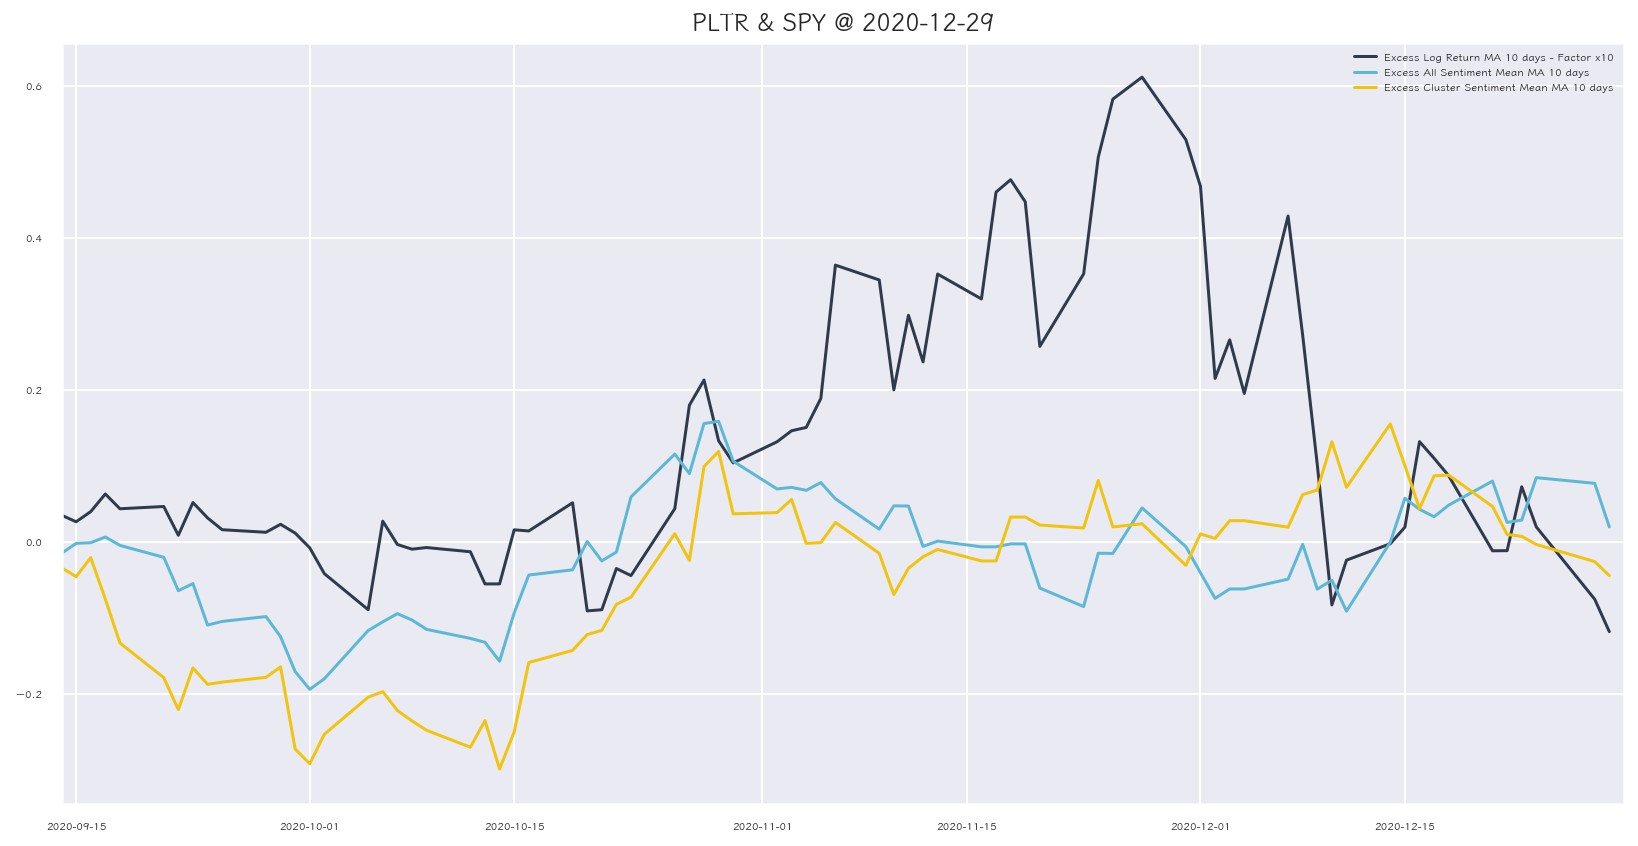 PLTR & SPY @ 2020-12-29
Excess Log Return MA 10 days - Factor x10
Excess All Sentiment Mean MA 10 days
Excess Cluster Sentiment Mean MA 10 days
0.6
0.4
0.2
0.0
−0.2
2020-09-15 2020-10-01 2020-10-15 2020-11-01 2020-11-15 2020-12-01 2020-12-15